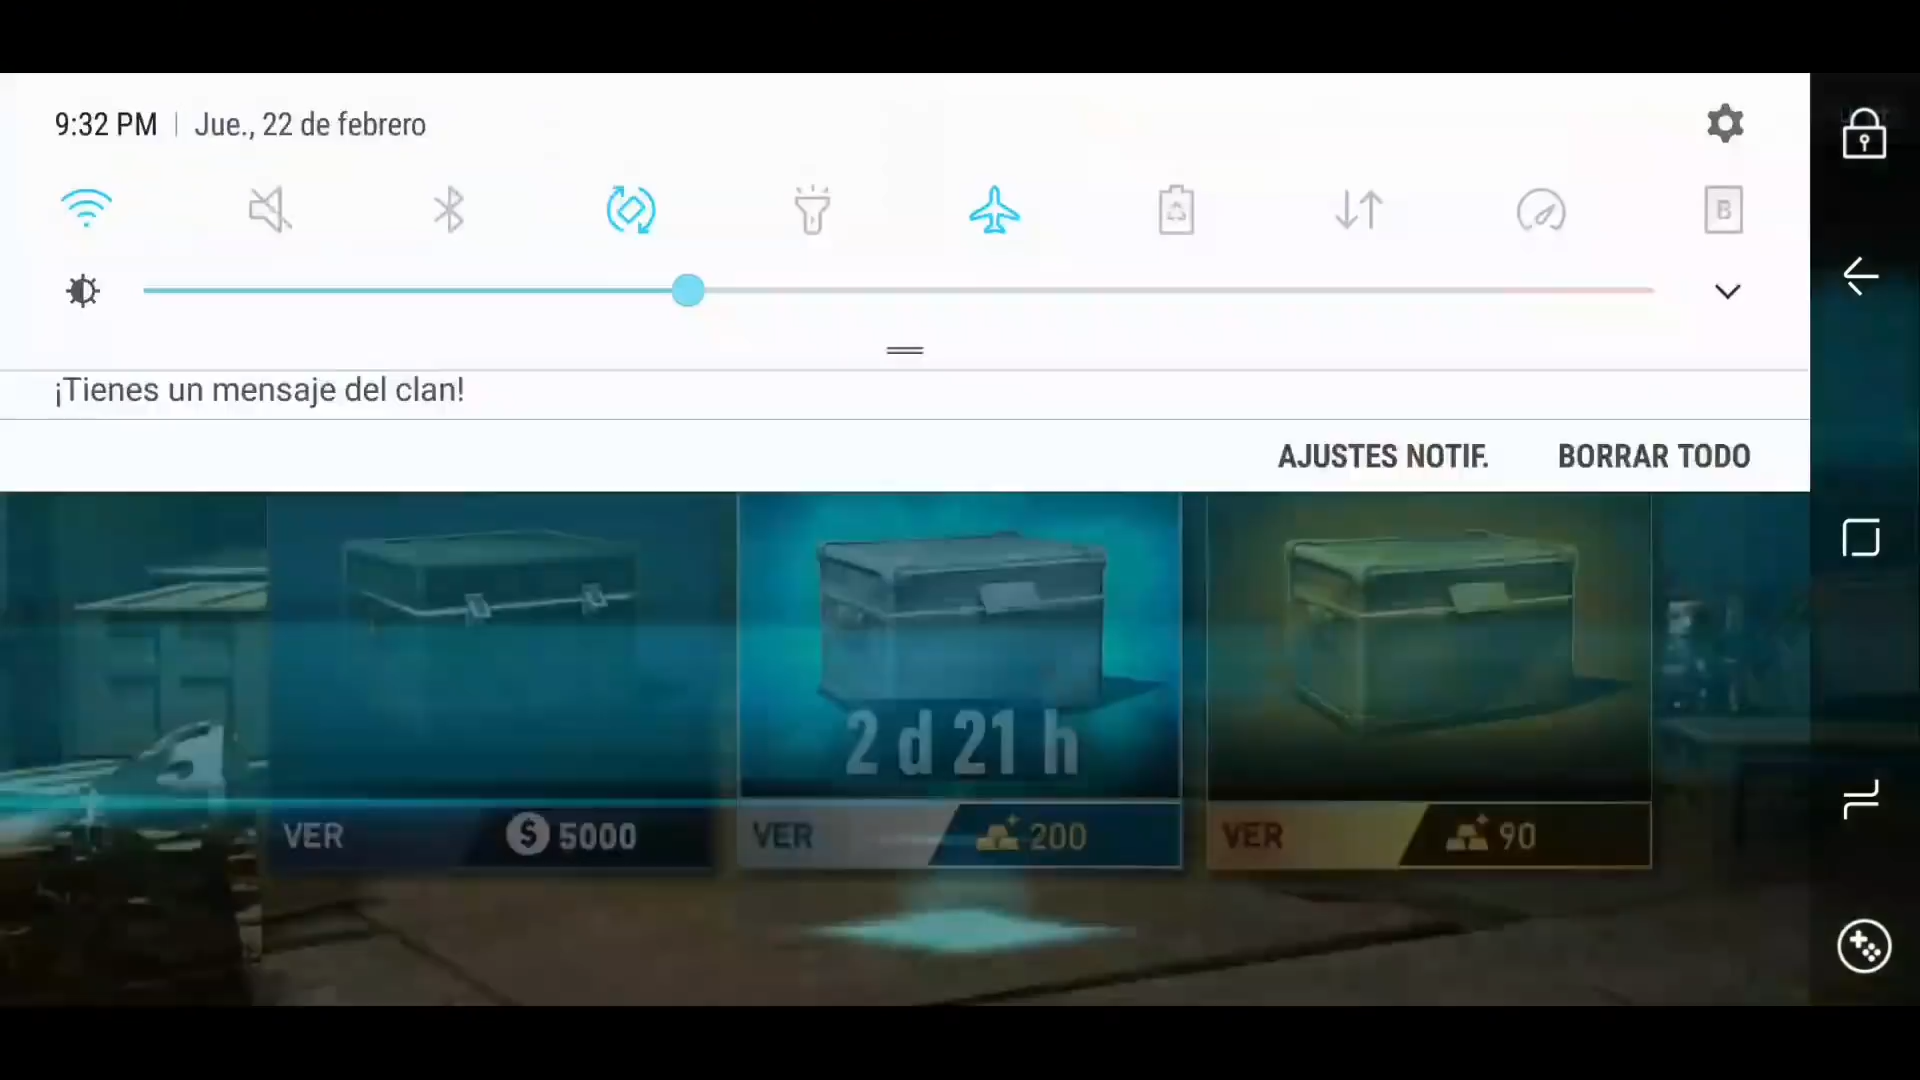 9:32 PM | Jue., 22 de febrero
B
¡Tienes un mensaje del clan!
AJUSTES NOTIF. BORRAR TODO
2 d 21 h
VER $ 5000 VER 200 VER 90